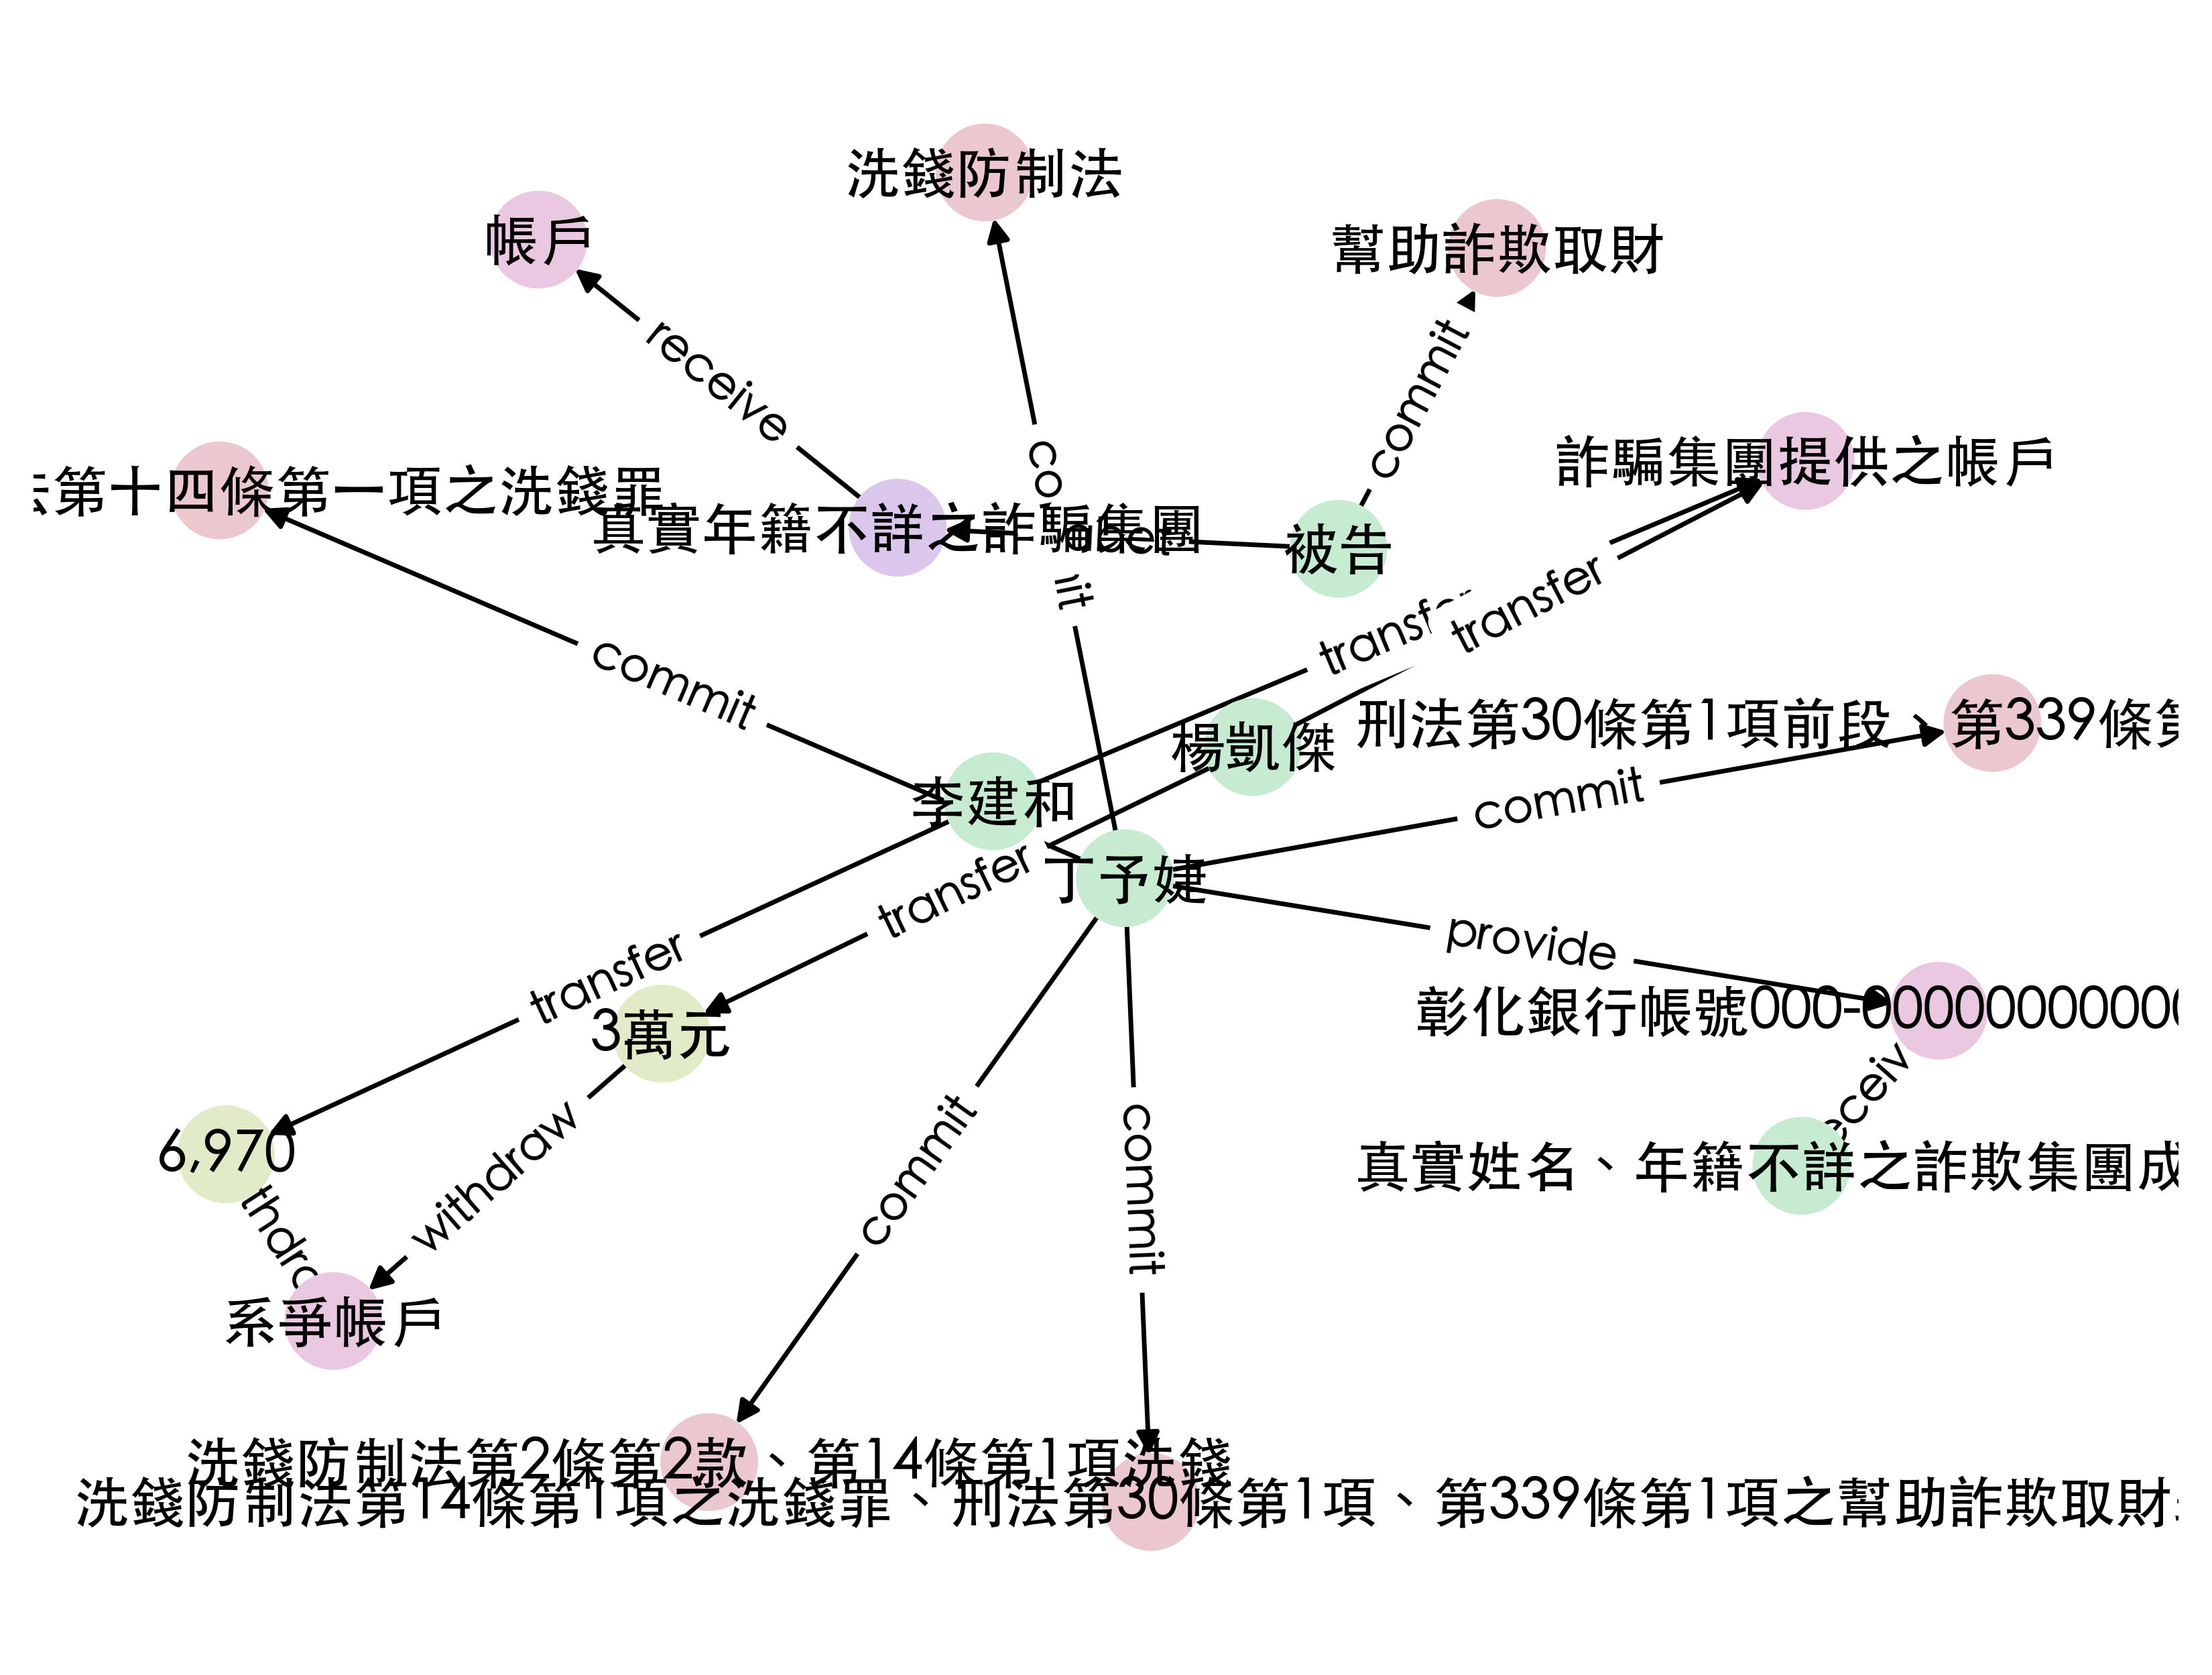 洗錢防制法
帳戶
幫助詐欺取財
commit
receive
詐騙集團提供之帳戶
第十四條第一項之洗錢罪
真實年籍不詳之詐騙集團
abet
被告
commit
transfer
transfer
刑法第30條第1項前段、第339條第
楊凱傑
commit
李建和
commit
transfer
丁予婕
provide
transfer
彰化銀行帳號000-000000000000
3萬元
6,970
withdraw
commit
commit
真實姓名、年籍不詳之詐欺集團成
系爭帳戶
洗錢防制法第2條第2款、第14條第1項洗錢
洗錢防制法第14條第1項之洗錢罪、刑法第30條第1項、第339條第1項之幫助詐欺取財